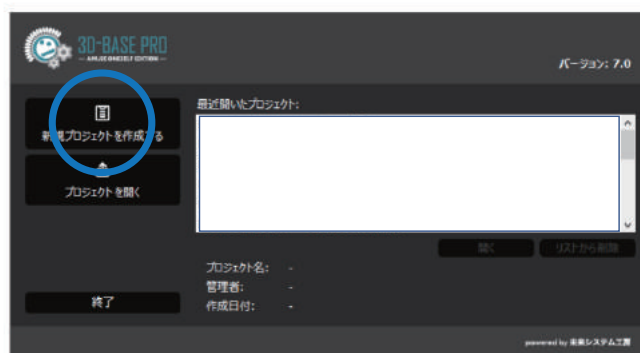 3D-BASE PRO
AMUSE ONESELF EDITION
バージョン: 7.0
新規プロジェクトを作成する
プロジェクトを開く
最近開いたプロジェクト:
開く
リストから削除
プロジェクト名: -
管理者: -
作成日付: -
終了
powered by 未来システム工房